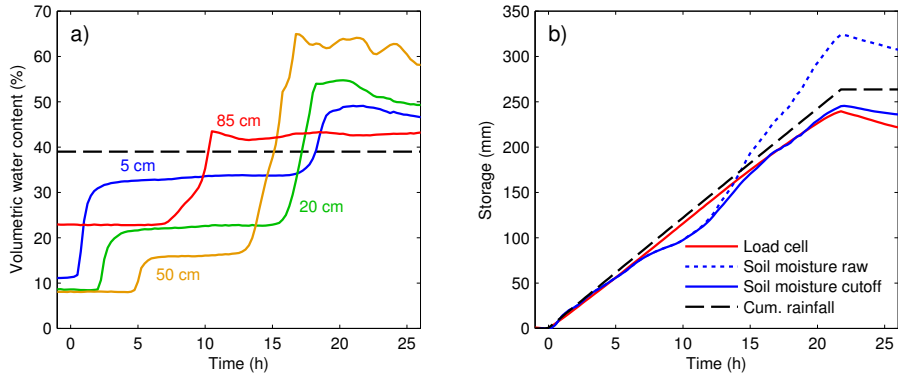 a)
Volumetric water content (%)
70
60
50
40
30
20
10
0
85 cm
5 cm
20 cm
50 cm
0 5 10 15 20 25
Time (h)
b)
Storage (mm)
350
300
250
200
150
100
50
0
Load cell
Soil moisture raw
Soil moisture cutoff
Cum. rainfall
0 5 10 15 20 25
Time (h)